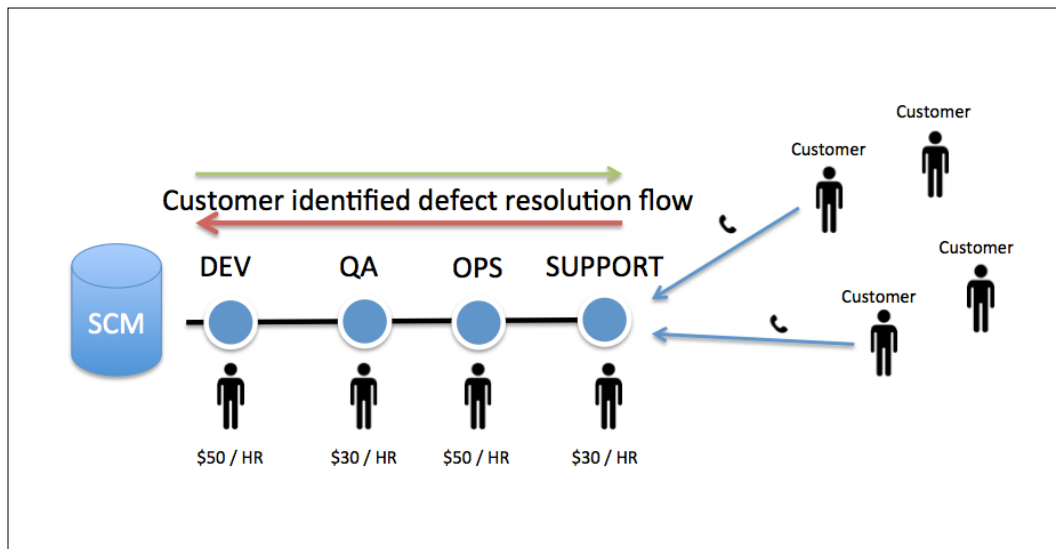 Customer
Customer
Customer identified defect resolution flow
Customer
DEV
QA
OPS
SUPPORT
Customer
SCM
$50 / HR
$30 / HR
$50 / HR
$30 / HR